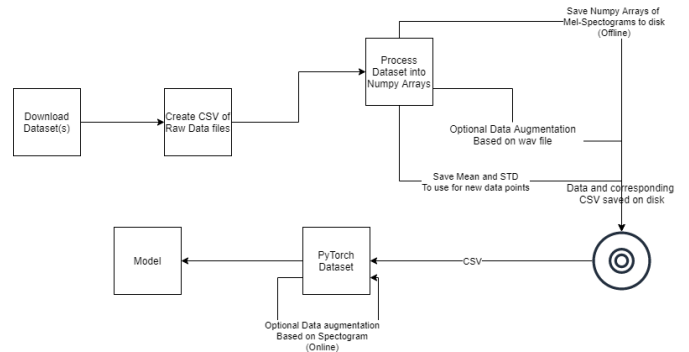 Save Numpy Arrays of
Mel-Spectograms to disk
(Offline)
Process
Dataset into
Numpy Arrays
Download
Dataset(s)
Create CSV of
Raw Data files
Optional Data Augmentation
Based on wav file
Save Mean and STD
To use for new data points
Data and corresponding
CSV saved on disk
Model
PyTorch
Dataset
CSV
Optional Data augmentation
Based on Spectogram
(Online)